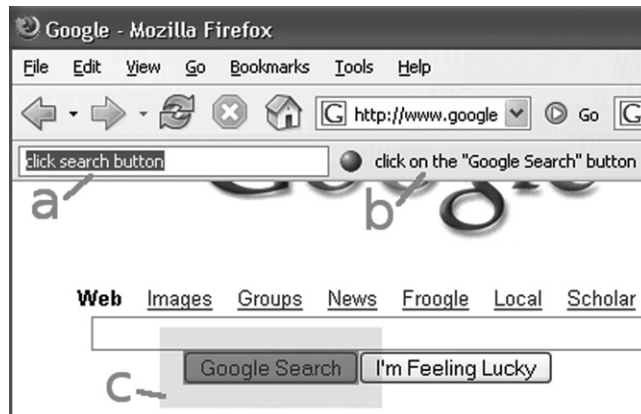 Google - Mozilla Firefox
File Edit View Go Bookmarks Tools Help
G http://www.google Go G
click search button click on the "Google Search" button
a b
Google
Web Images Groups News Froogle Local Scholar
Google Search I'm Feeling Lucky
c